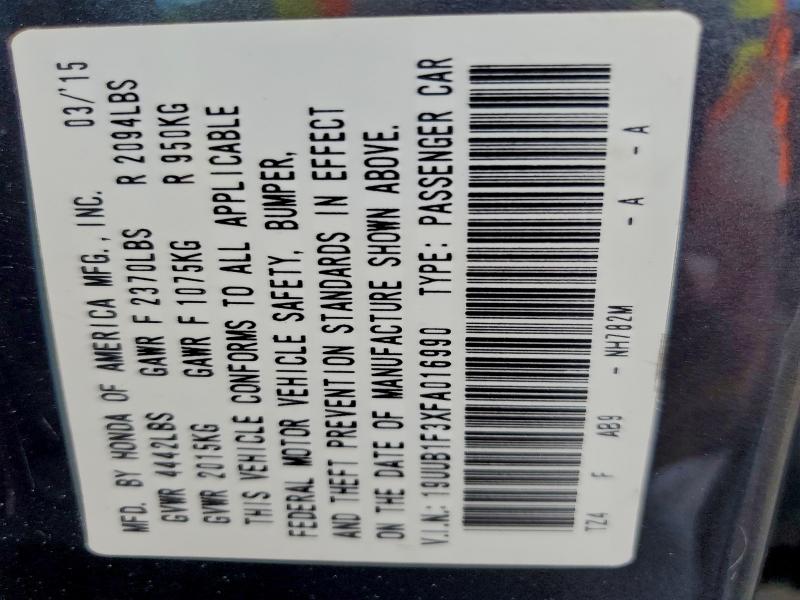 MFD. BY HONDA OF AMERICA MFG., INC. 03/'15
GVWR 4442LBS GAWR F 2370LBS R 2094LBS
GVWR 2015KG GAWR F 1075KG R 950KG
THIS VEHICLE CONFORMS TO ALL APPLICABLE
FEDERAL MOTOR VEHICLE SAFETY, BUMPER,
AND THEFT PREVENTION STANDARDS IN EFFECT
ON THE DATE OF MANUFACTURE SHOWN ABOVE.
V.I.N.: 19UUB1F3XFA016990 TYPE: PASSENGER CAR
TZ4 F AB9 - NH782M - A - A